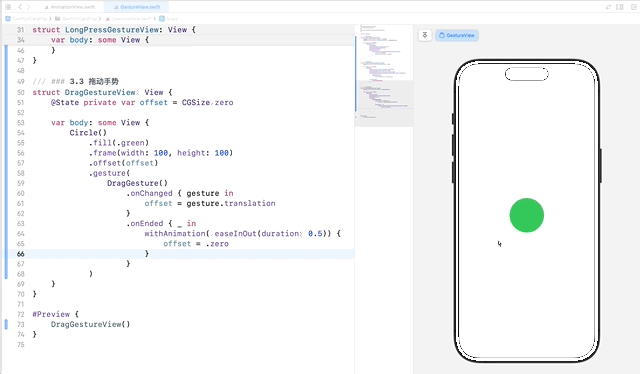 AnimationView.swift
GestureView.swift
31 struct LongPressGestureView: View {
34 var body: some View {
46 }
47 }
48
49 /// ### 3.3 拖动手势
50 struct DragGestureView: View {
51 @State private var offset = CGSize.zero
52
53 var body: some View {
54 Circle()
55 .fill(.green)
56 .frame(width: 100, height: 100)
57 .offset(offset)
58 .gesture(
59 DragGesture()
60 .onChanged { gesture in
61 offset = gesture.translation
62 }
63 .onEnded { _ in
64 withAnimation(.easeInOut(duration: 0.5)) {
65 offset = .zero
66 }
67 }
68 )
69 }
70 }
71
72 #Preview {
73 DragGestureView()
74 }
75
GestureView